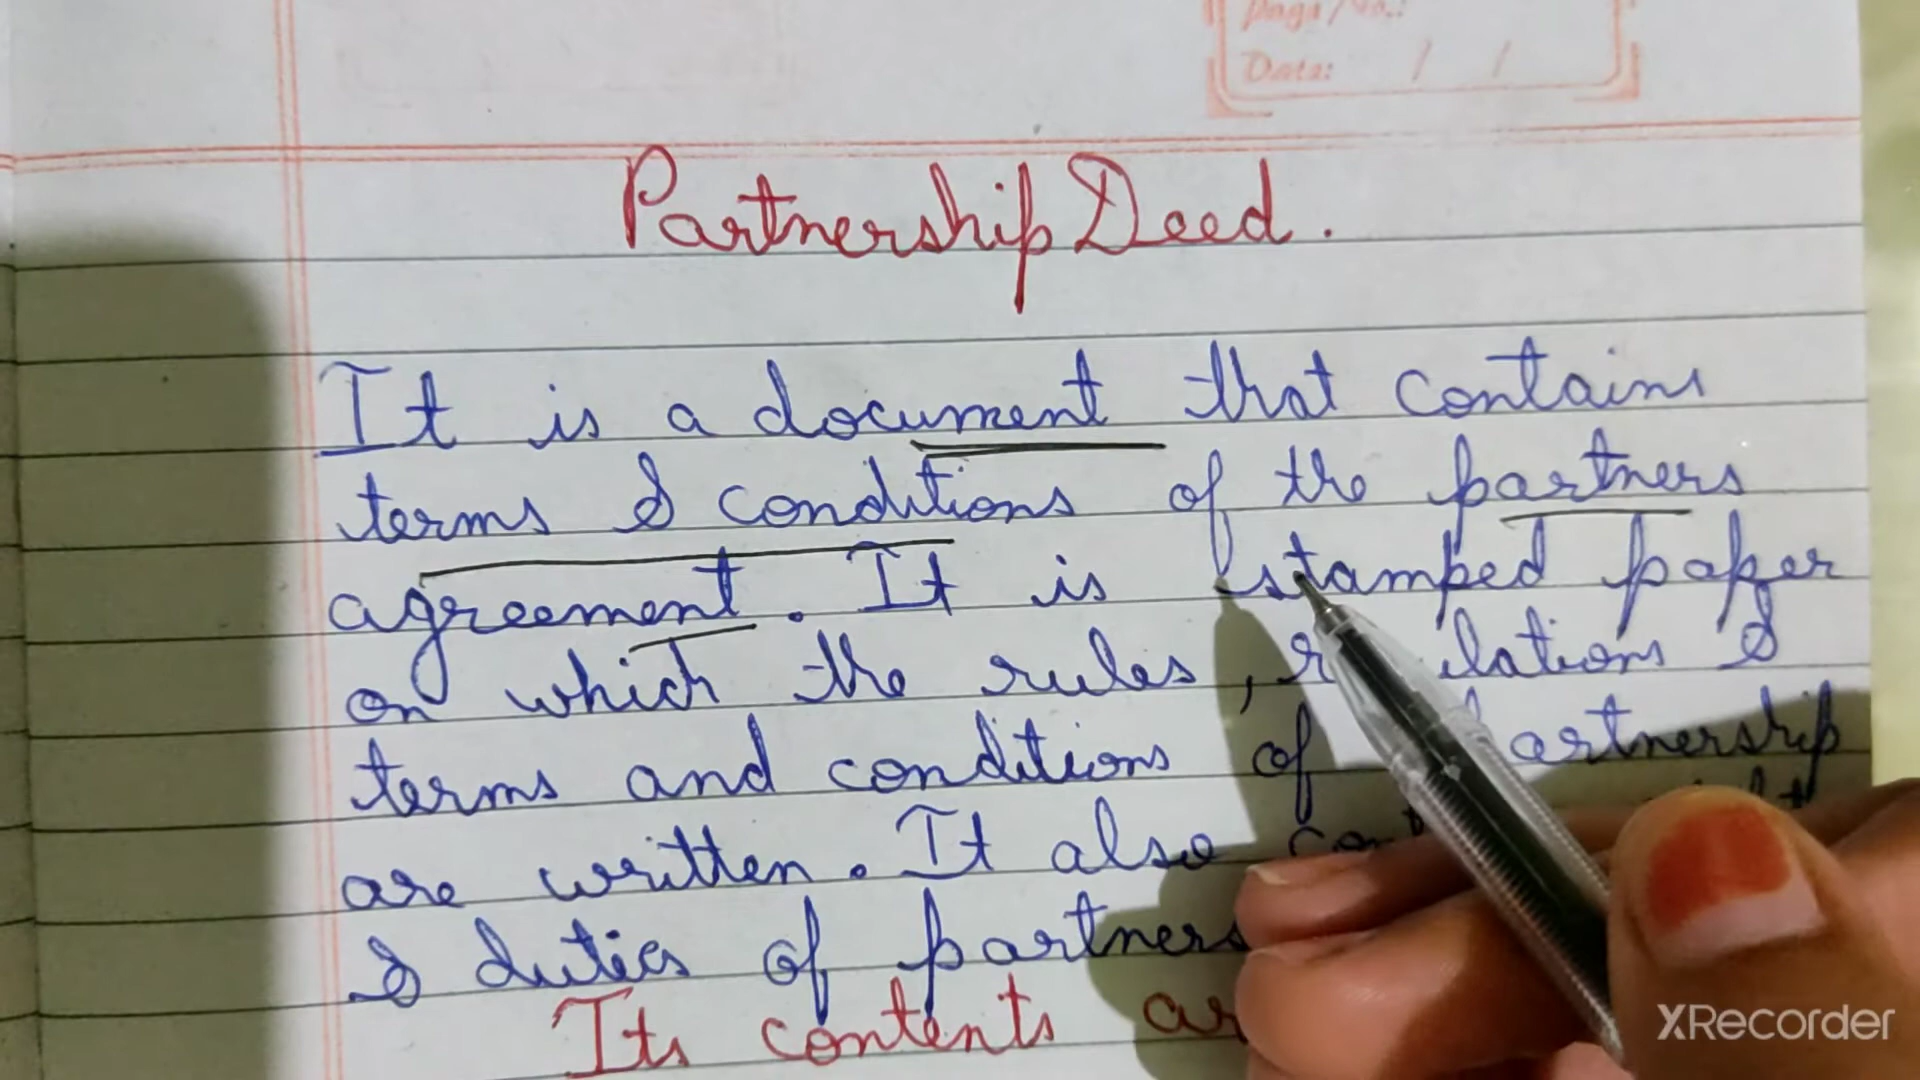 Page/No.:
Date: / /
Partnership Deed.
It is a document that contains
terms & conditions of the partners
agreement. It is stamped paper
on which the rules, lations &
terms and conditions of artnership
are written. It also
& duties of partners
Its contents
XRecorder